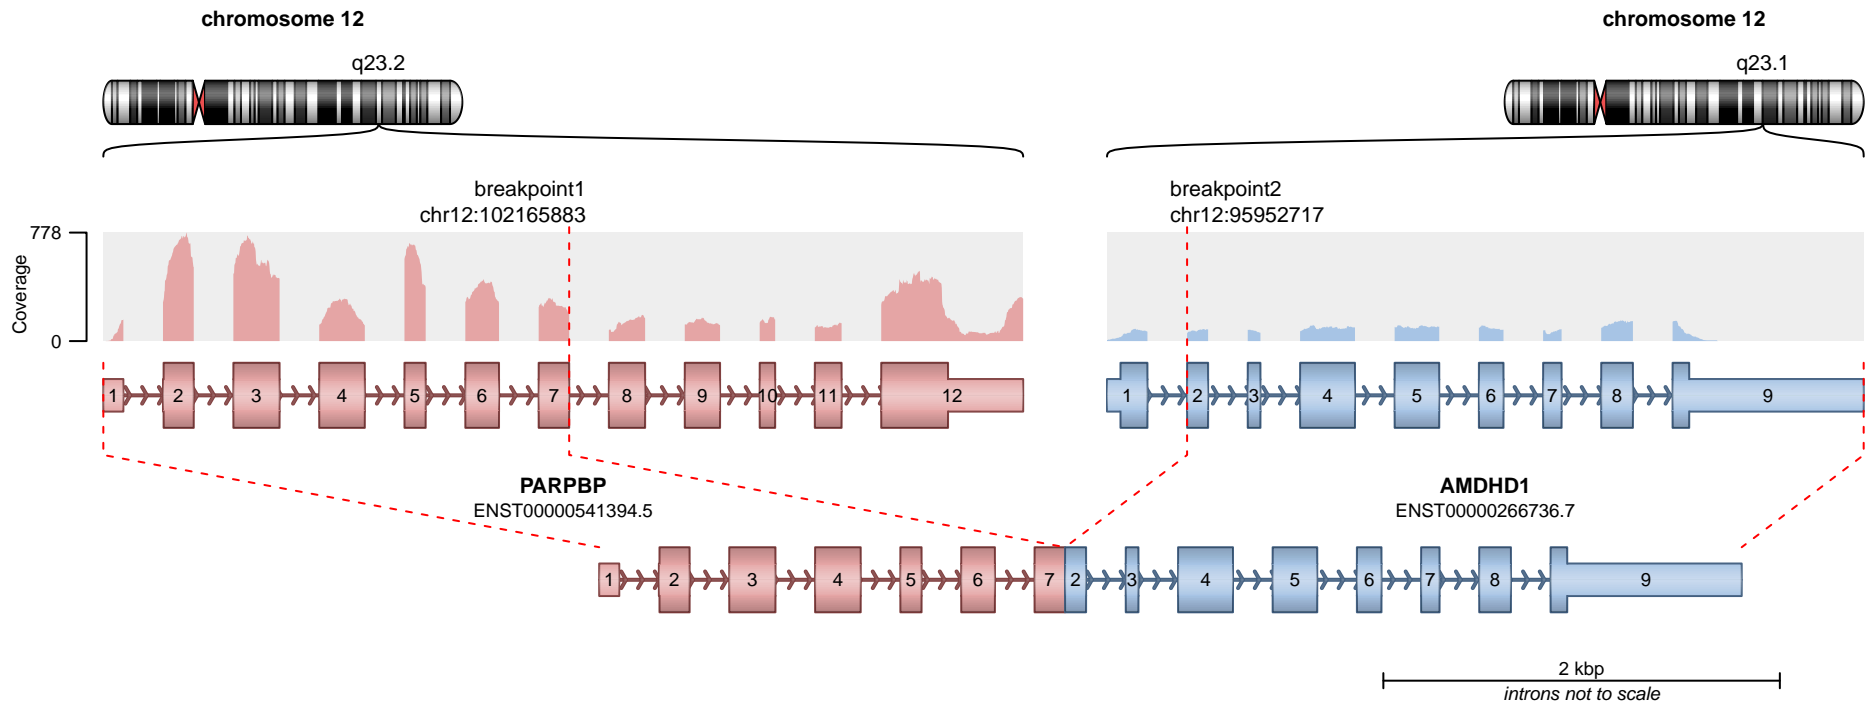 chromosome 12
chromosome 12
q23.2
q23.1
breakpoint1
chr12:102165883
breakpoint2
chr12:95952717
778
0
Coverage
1 2 3 4 5 6 7 8 9 10 11 12
1 2 3 4 5 6 7 8 9
PARPBP
ENST00000541394.5
AMDHD1
ENST00000266736.7
1 2 3 4 5 6 7 2 3 4 5 6 7 8 9
2 kbp
introns not to scale